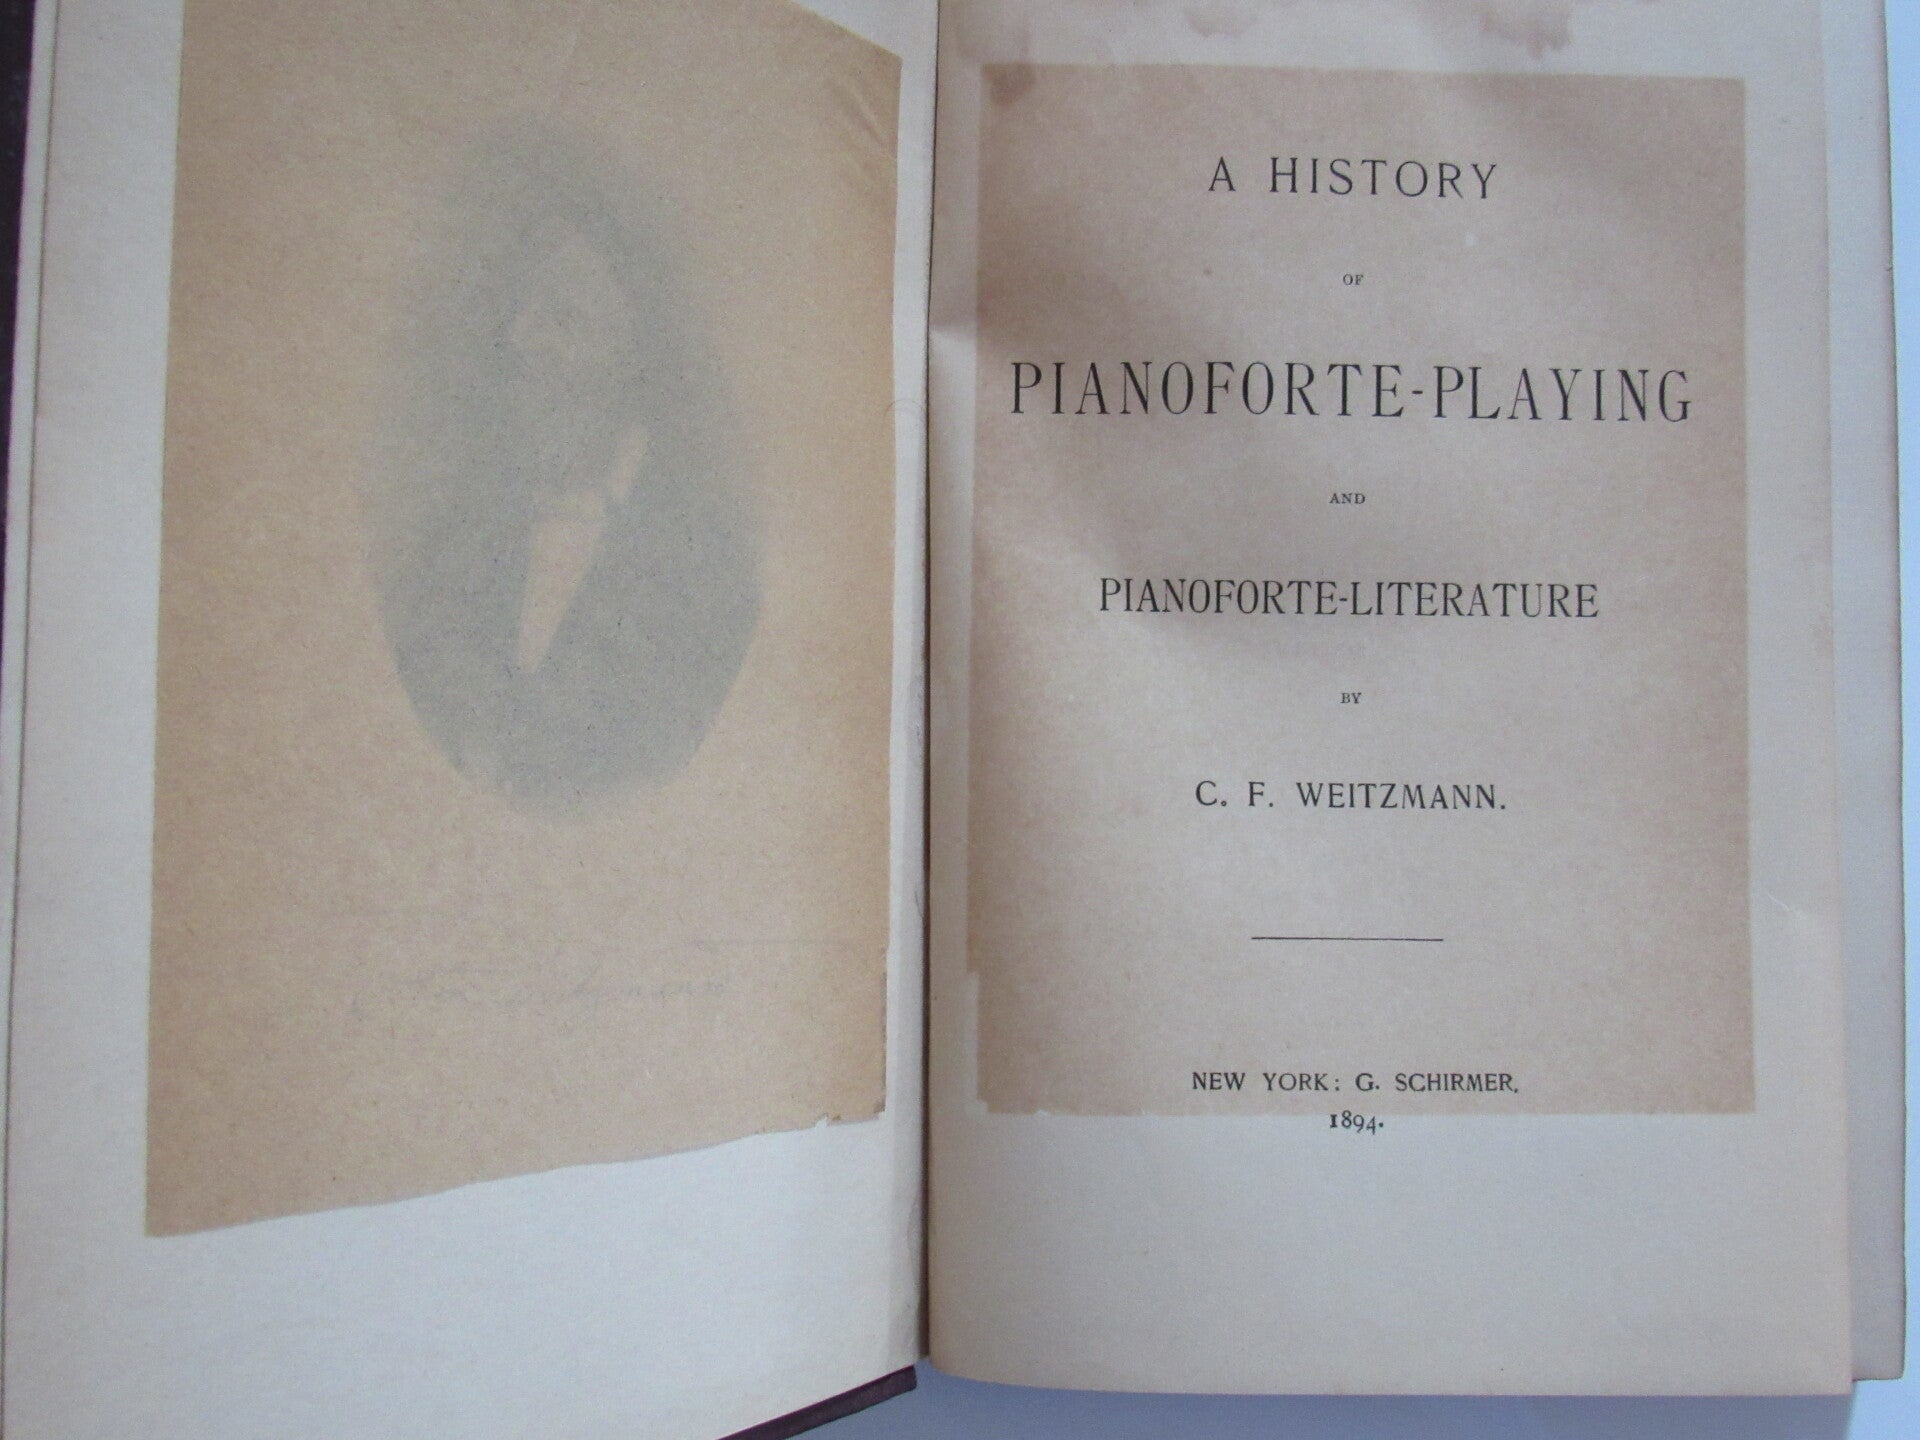 A HISTORY
OF
PIANOFORTE-PLAYING
AND
PIANOFORTE-LITERATURE
BY
C. F. WEITZMANN.
NEW YORK: G. SCHIRMER.
1894.